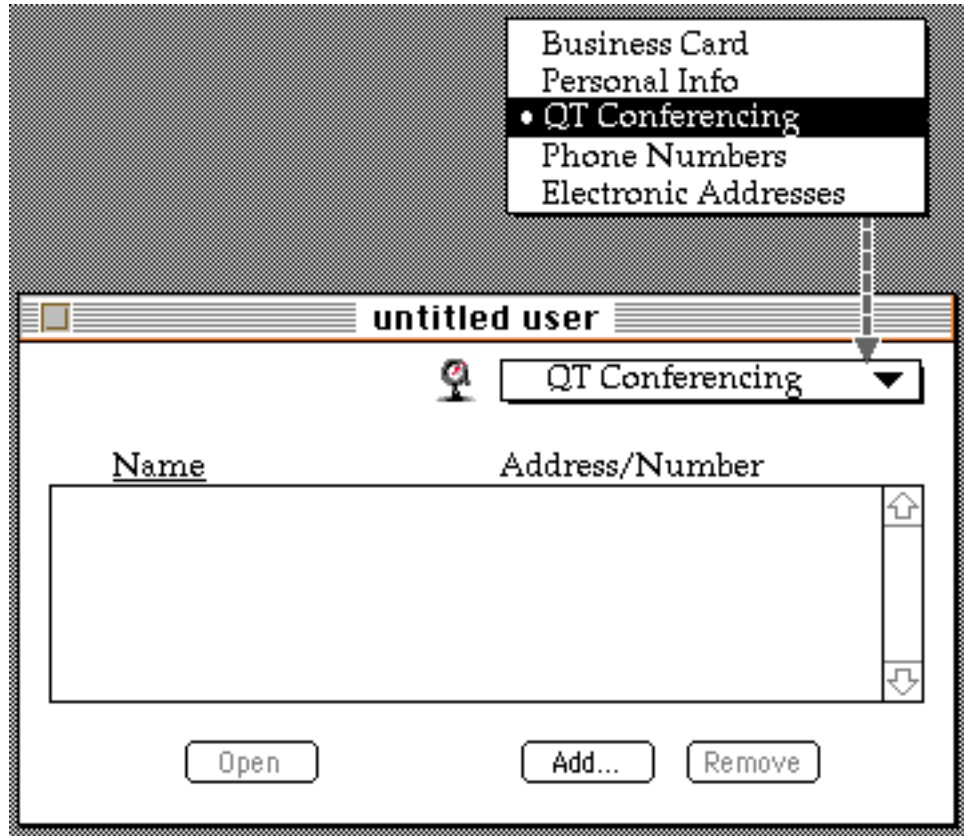 Business Card
Personal Info
• QT Conferencing
Phone Numbers
Electronic Addresses
untitled user
QT Conferencing
Name Address/Number
Open Add... Remove